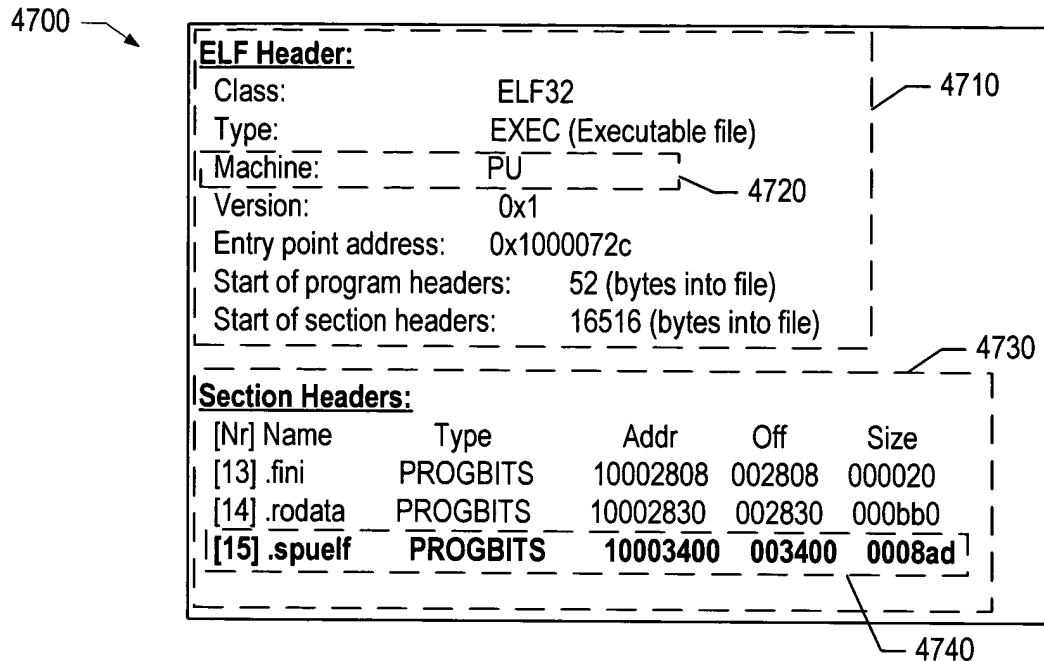 4700
ELF Header:
Class: ELF32
4710
Type: EXEC (Executable file)
Machine: PU
4720
Version: 0x1
Entry point address: 0x1000072c
Start of program headers: 52 (bytes into file)
Start of section headers: 16516 (bytes into file)
4730
Section Headers:
[Nr] Name Type Addr Off Size
[13] .fini PROGBITS 10002808 002808 000020
[14] .rodata PROGBITS 10002830 002830 000bb0
[15] .spuelf PROGBITS 10003400 003400 0008ad
4740